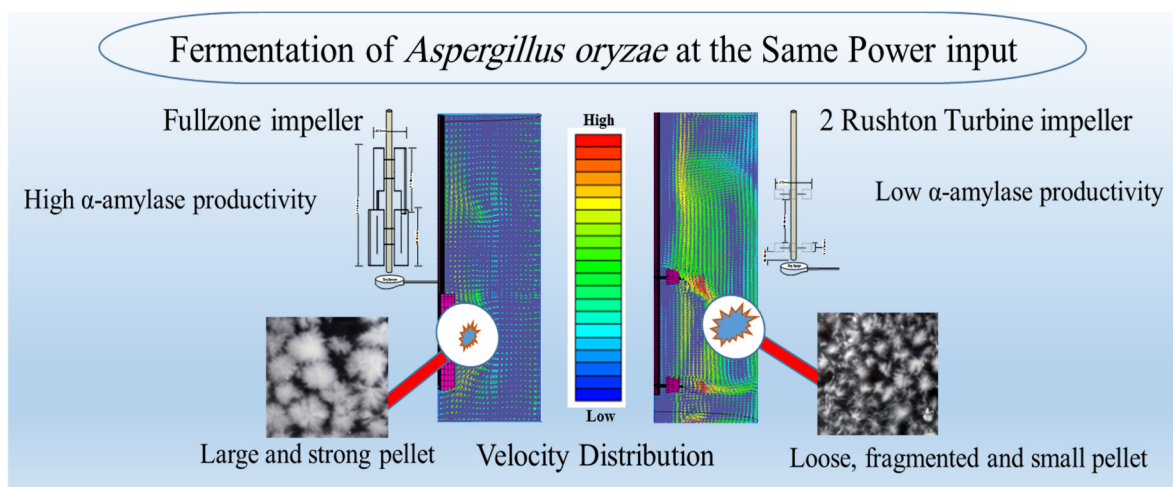 Fermentation of Aspergillus oryzae at the Same Power input
Fullzone impeller
High α-amylase productivity
High
Low
2 Rushton Turbine impeller
Low α-amylase productivity
Large and strong pellet
Velocity Distribution
Loose, fragmented and small pellet